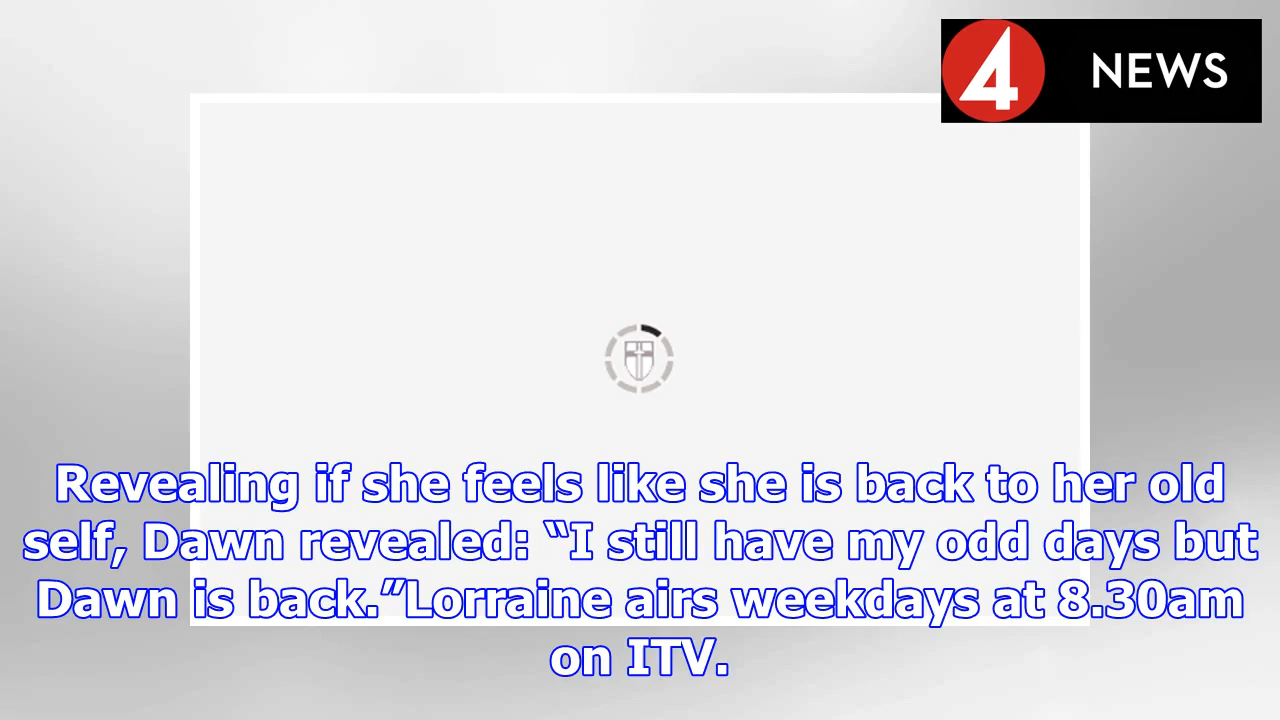 4 NEWS
Revealing if she feels like she is back to her old
self, Dawn revealed: “I still have my odd days but
Dawn is back.”Lorraine airs weekdays at 8.30am
on ITV.